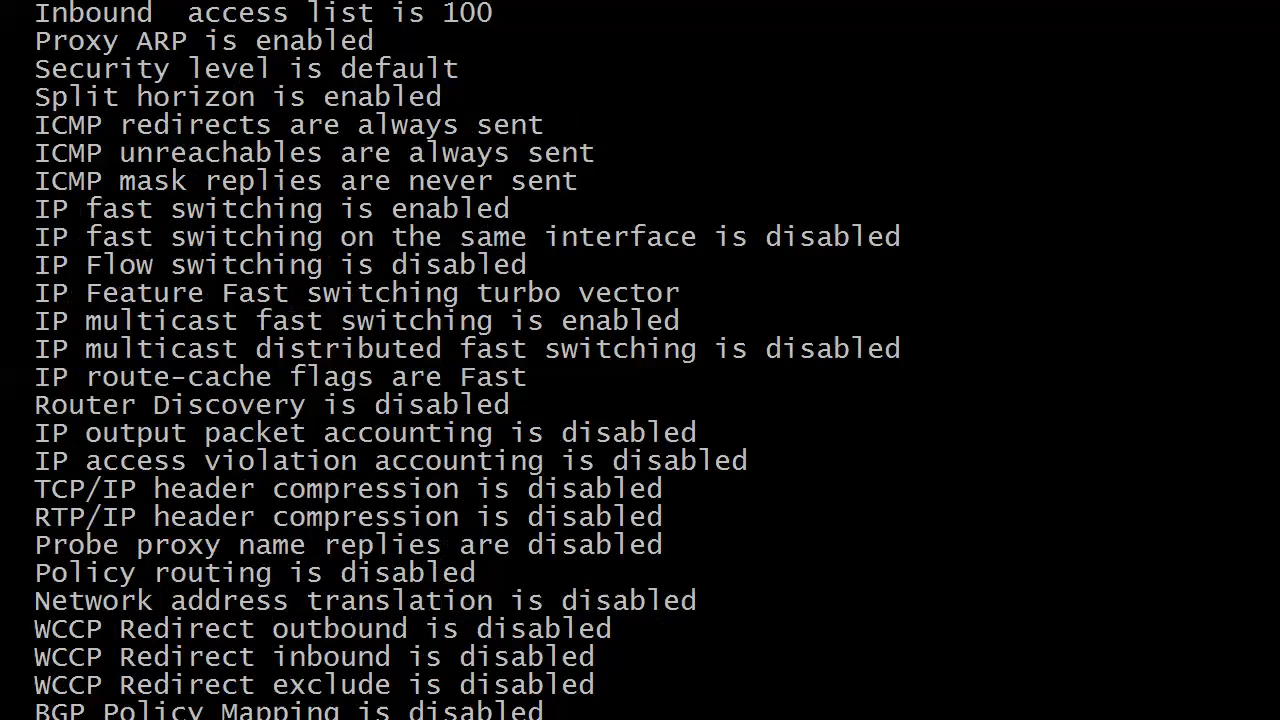 Inbound  access list is 100
Proxy ARP is enabled
Security level is default
Split horizon is enabled
ICMP redirects are always sent
ICMP unreachables are always sent
ICMP mask replies are never sent
IP fast switching is enabled
IP fast switching on the same interface is disabled
IP Flow switching is disabled
IP Feature Fast switching turbo vector
IP multicast fast switching is enabled
IP multicast distributed fast switching is disabled
IP route-cache flags are Fast
Router Discovery is disabled
IP output packet accounting is disabled
IP access violation accounting is disabled
TCP/IP header compression is disabled
RTP/IP header compression is disabled
Probe proxy name replies are disabled
Policy routing is disabled
Network address translation is disabled
WCCP Redirect outbound is disabled
WCCP Redirect inbound is disabled
WCCP Redirect exclude is disabled
BGP Policy Mapping is disabled